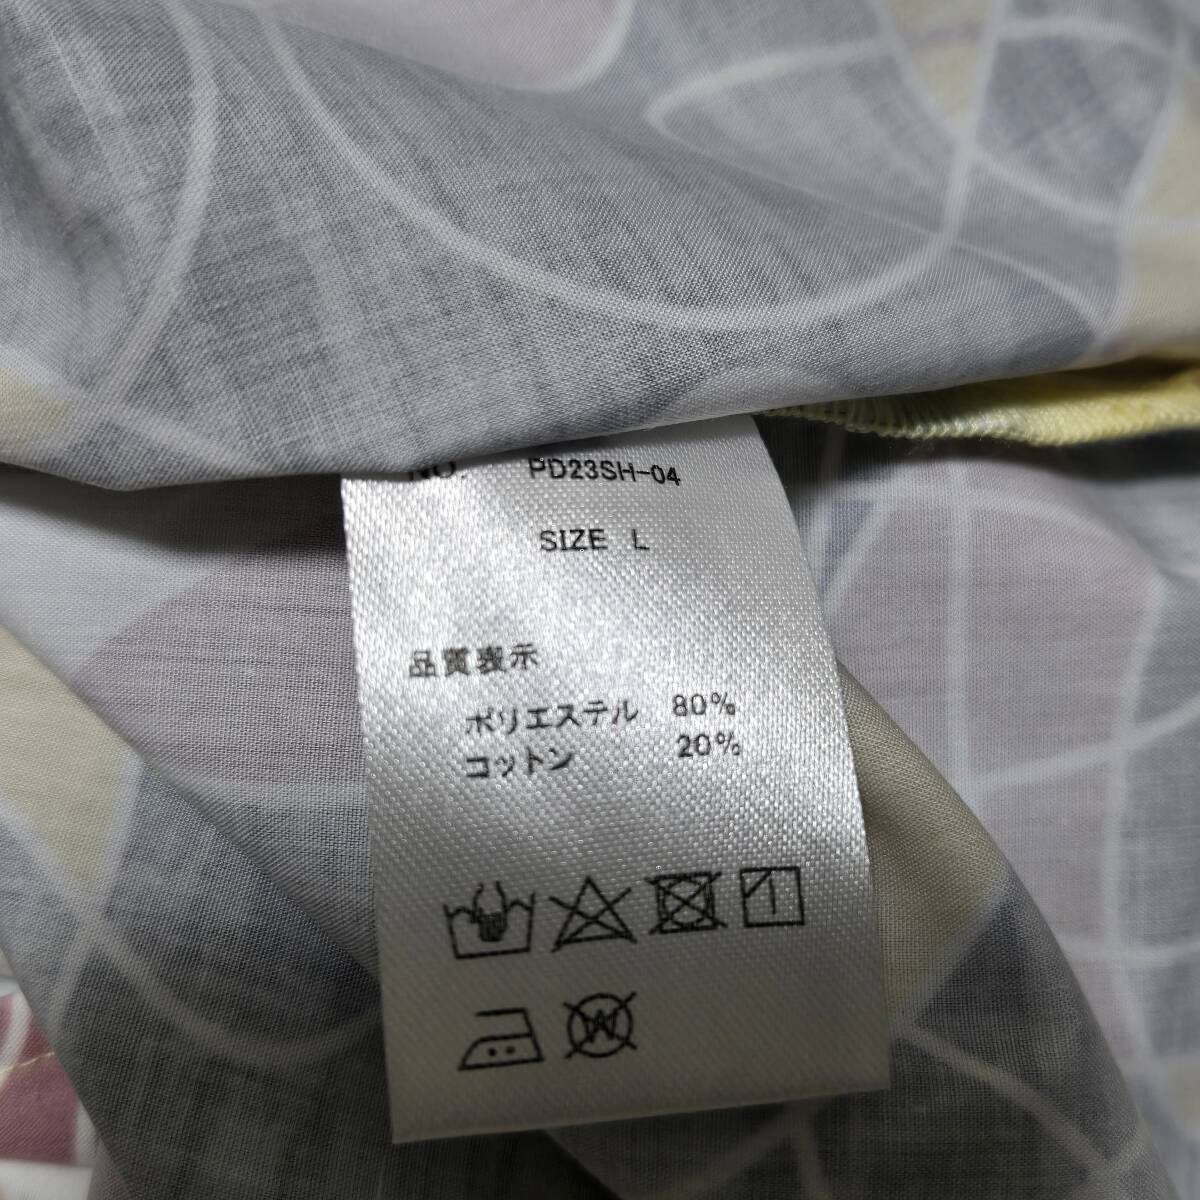 NO. PD23SH-04
SIZE L
品質表示
ポリエステル 80%
コットン 20%
W